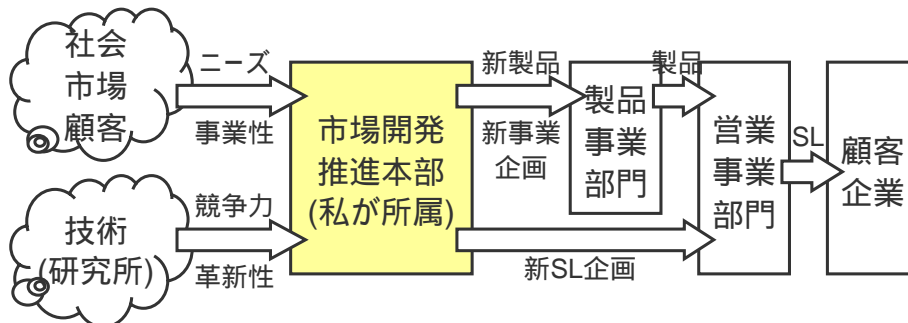 社会
市場
顧客
ニーズ
事業性
技術
(研究所)
競争力
革新性
市場開発
推進本部
(私が所属)
新製品
新事業
企画
製品
事業
部門
製品
新SL企画
営業
事業
部門
SL
顧客
企業